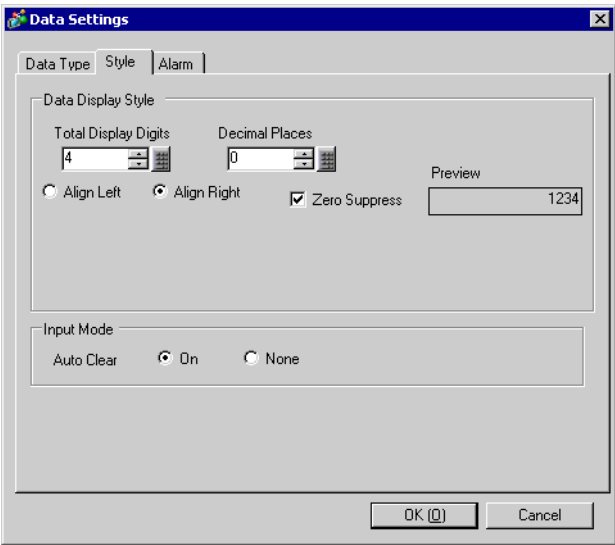 Data Settings
Data Type Style Alarm
Data Display Style
Total Display Digits Decimal Places
4 0
Preview
Align Left Align Right Zero Suppress 1234
Input Mode
Auto Clear On None
OK (O) Cancel